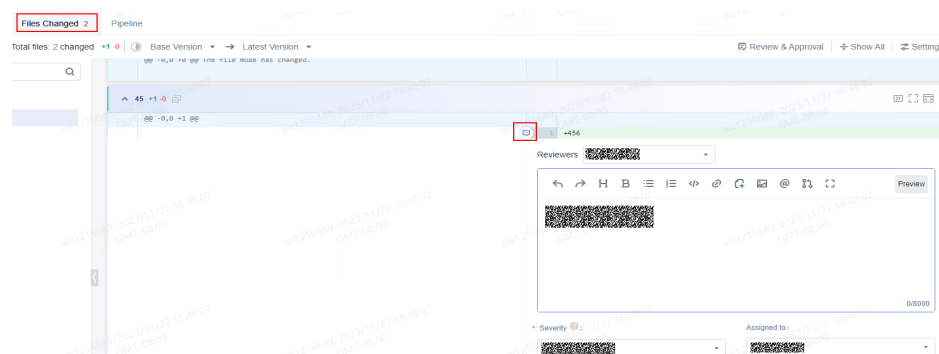 Files Changed 2 Pipeline
Total files: 2 changed +1 -0 Base Version → Latest Version Review & Approval Show All Setting
@@ -0,0 +0 @@ The file mode has changed.
45 +1 -0
@@ -0,0 +1 @@
1 +456
Reviewers
H B </> @ Preview
0/8000
* Severity : Assigned to: